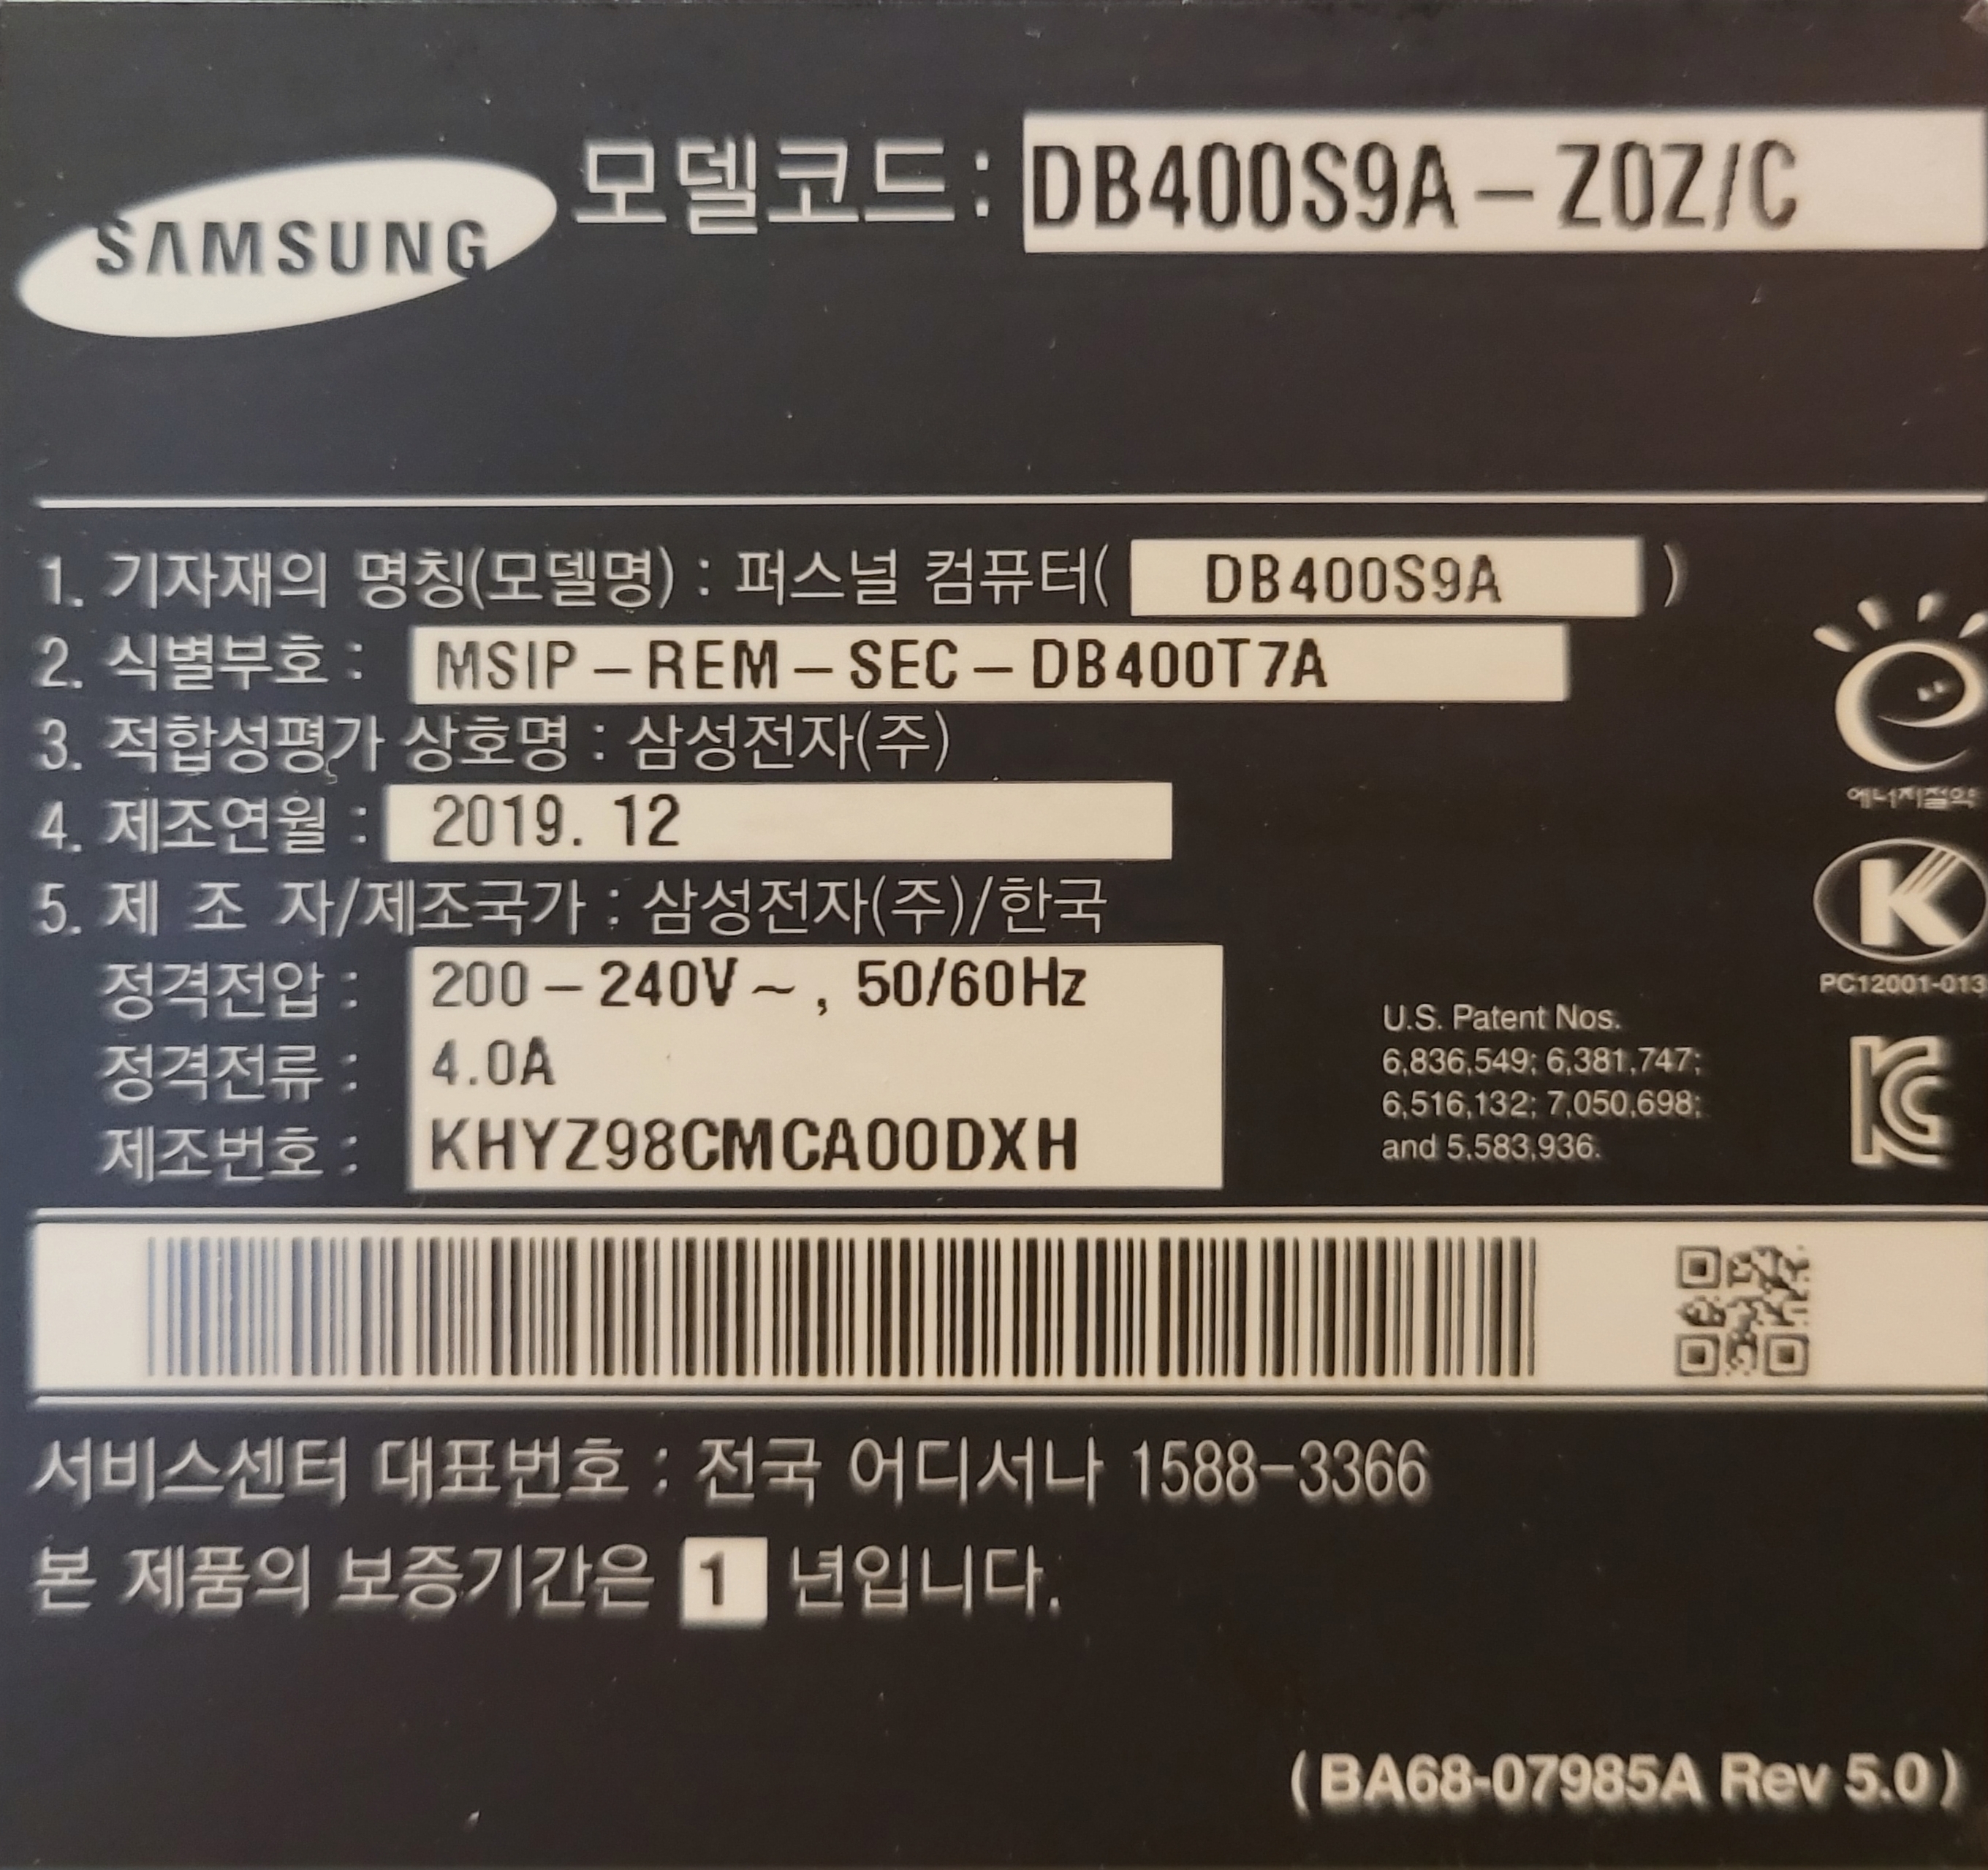 SAMSUNG
모델코드 : DB400S9A-Z0Z/C
1. 기자재의 명칭(모델명) : 퍼스널 컴퓨터( DB400S9A )
2. 식별부호 : MSIP-REM-SEC-DB400T7A
3. 적합성평가 상호명 : 삼성전자(주)
4. 제조연월 : 2019. 12
5. 제 조 자/제조국가 : 삼성전자(주)/한국
정격전압 : 200-240V~, 50/60Hz
정격전류 : 4.0A
제조번호 : KHYZ98CMCA00DXH
에너지절약
K
PC12001-013
U.S. Patent Nos.
6,836,549; 6,381,747;
6,516,132; 7,050,698;
and 5,583,936.
서비스센터 대표번호 : 전국 어디서나 1588-3366
본 제품의 보증기간은 1 년입니다.
(BA68-07985A Rev 5.0)